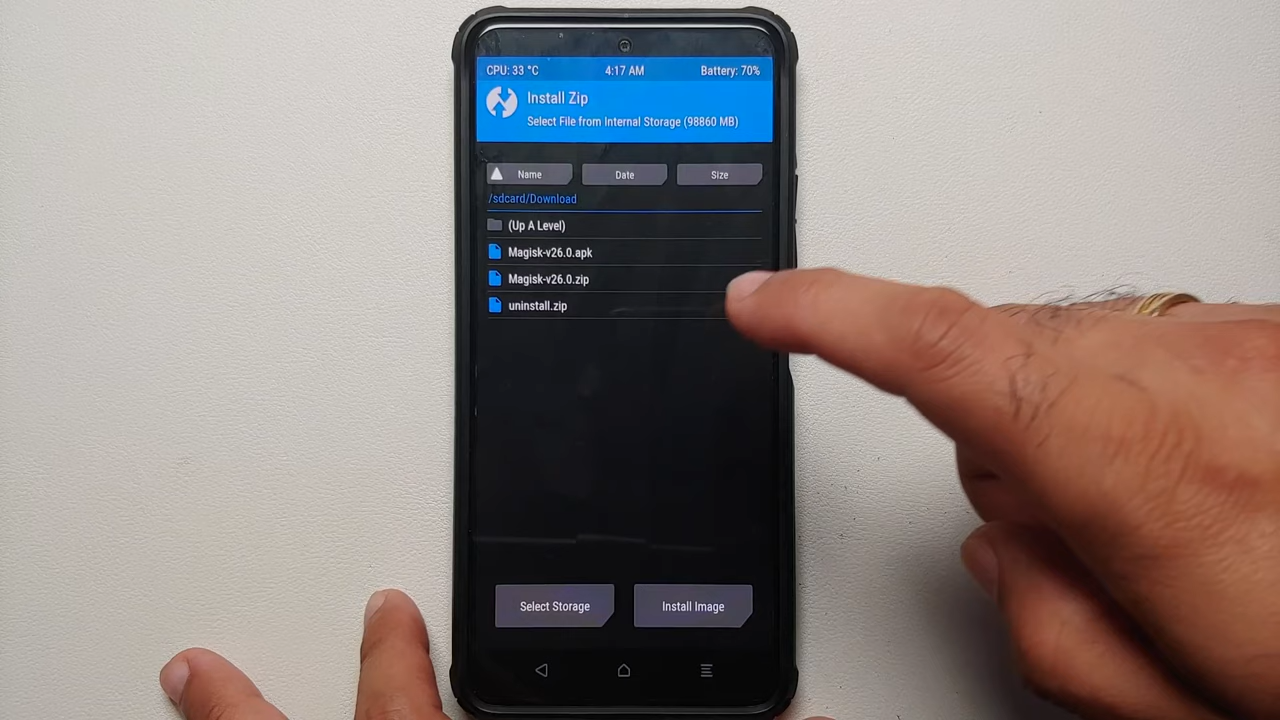 CPU: 33 °C 4:17 AM Battery: 70%
Install Zip
Select File from Internal Storage (98860 MB)
Name Date Size
/sdcard/Download
(Up A Level)
Magisk-v26.0.apk
Magisk-v26.0.zip
uninstall.zip
Select Storage Install Image